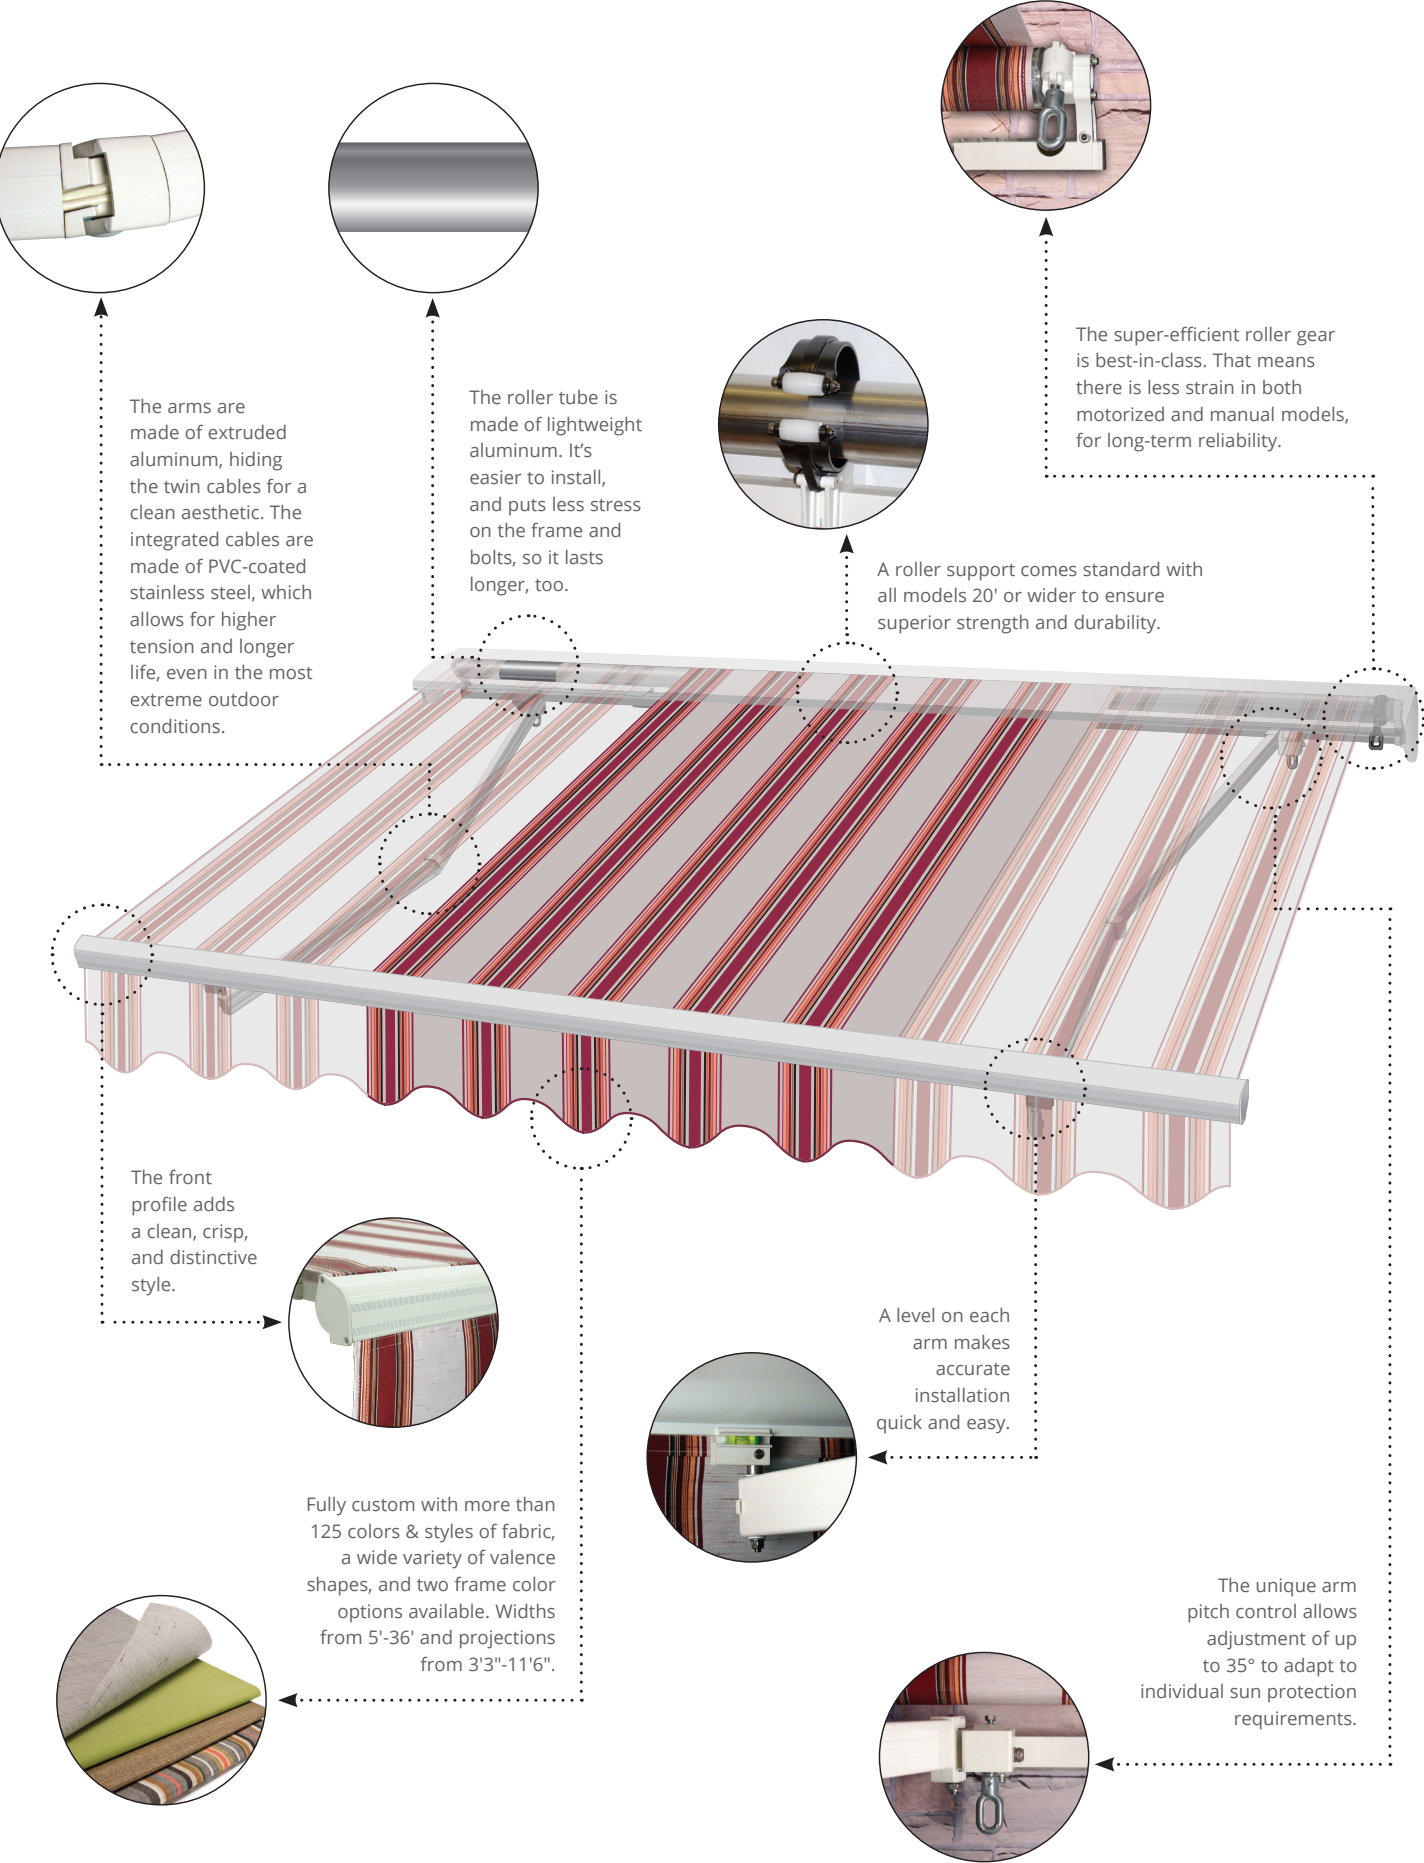 The super-efficient roller gear
is best-in-class. That means
there is less strain in both
motorized and manual models,
for long-term reliability.
The arms are
made of extruded
aluminum, hiding
the twin cables for a
clean aesthetic. The
integrated cables are
made of PVC-coated
stainless steel, which
allows for higher
tension and longer
life, even in the most
extreme outdoor
conditions.
The roller tube is
made of lightweight
aluminum. It’s
easier to install,
and puts less stress
on the frame and
bolts, so it lasts
longer, too.
A roller support comes standard with
all models 20' or wider to ensure
superior strength and durability.
The front
profile adds
a clean, crisp,
and distinctive
style.
A level on each
arm makes
accurate
installation
quick and easy.
Fully custom with more than
125 colors & styles of fabric,
a wide variety of valence
shapes, and two frame color
options available. Widths
from 5'-36' and projections
from 3'3"-11'6".
The unique arm
pitch control allows
adjustment of up
to 35° to adapt to
individual sun protection
requirements.